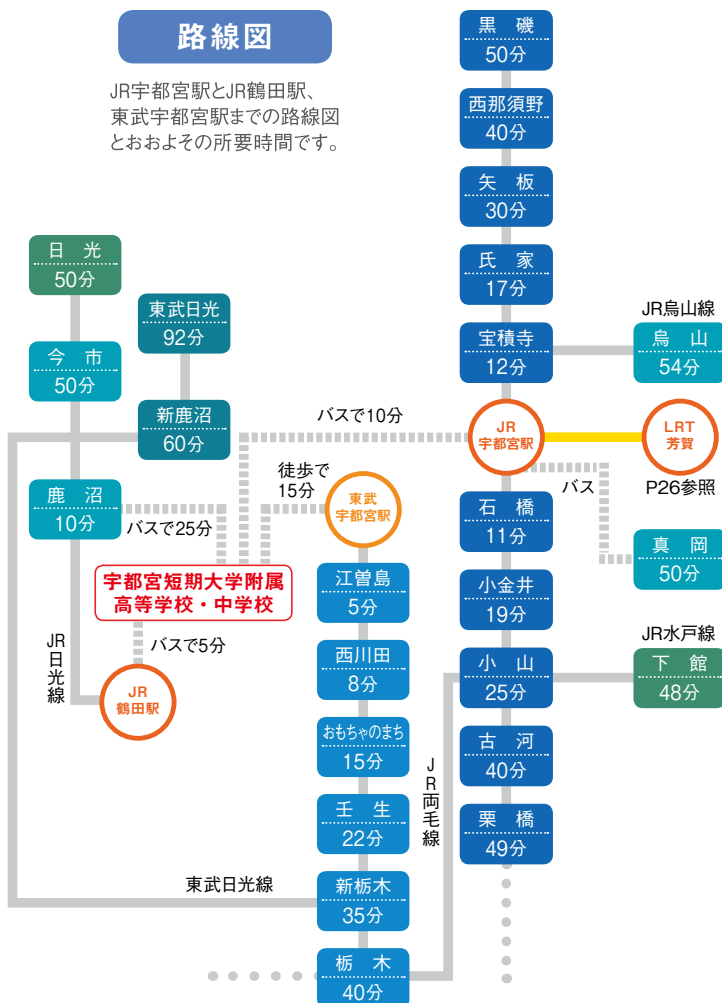 路線図
JR宇都宮駅とJR鶴田駅、
東武宇都宮駅までの路線図
とおおよその所要時間です。
黒磯
50分
西那須野
40分
矢板
30分
氏家
17分
宝積寺
12分
JR烏山線
烏山
54分
日光
50分
今市
50分
東武日光
92分
新鹿沼
60分
鹿沼
10分
バスで10分
JR
宇都宮駅
LRT
芳賀
P26参照
バス
真岡
50分
徒歩で
15分
東武
宇都宮駅
バスで25分
宇都宮短期大学附属
高等学校・中学校
バスで5分
JR日光線
JR
鶴田駅
江曽島
5分
西川田
8分
おもちゃのまち
15分
壬生
22分
東武日光線
新栃木
35分
栃木
40分
石橋
11分
小金井
19分
小山
25分
JR水戸線
下館
48分
古河
40分
栗橋
49分
JR両毛線